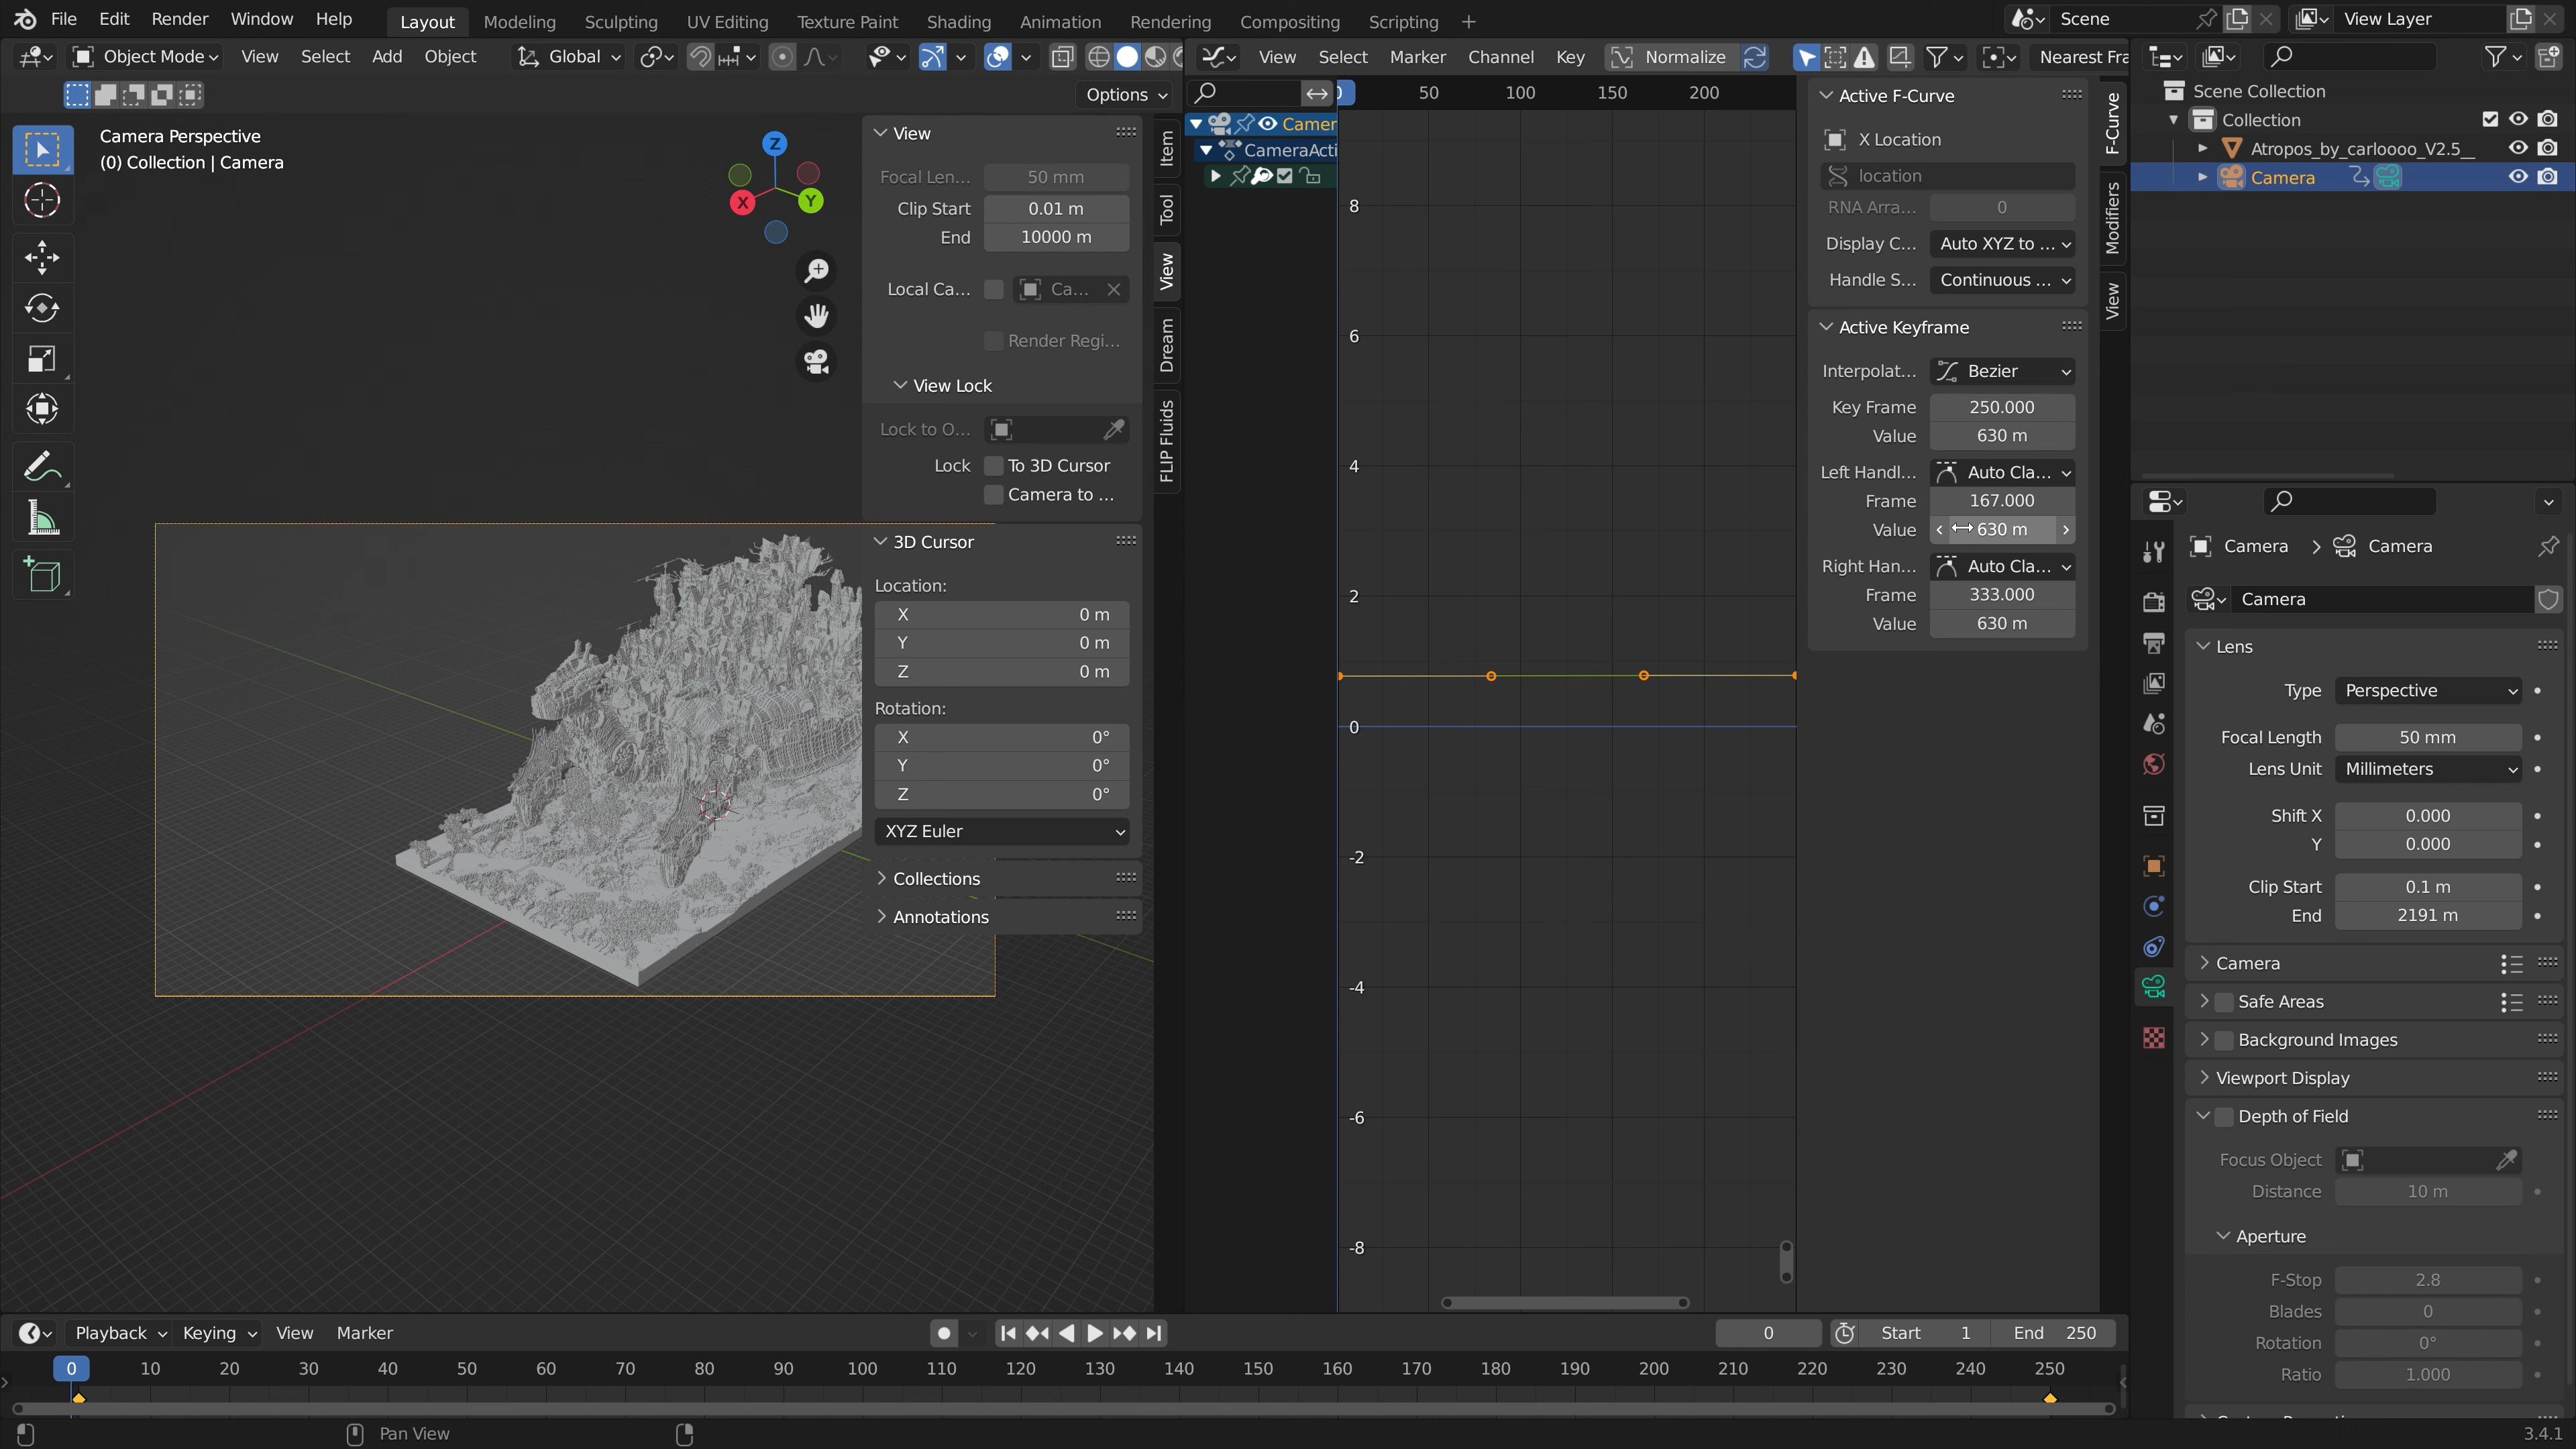 File Edit Render Window Help Layout Modeling Sculpting UV Editing Texture Paint Shading Animation Rendering Compositing Scripting + Scene View Layer
Object Mode View Select Add Object Global View Select Marker Channel Key Normalize Nearest Fra
Options
Camera Perspective
(0) Collection | Camera
Z
X
Y
View
Focal Len... 50 mm
Clip Start 0.01 m
End 10000 m
Local Ca... Ca...
Render Regi...
View Lock
Lock to O...
Lock To 3D Cursor
Camera to ...
3D Cursor
Location:
X 0 m
Y 0 m
Z 0 m
Rotation:
X 0°
Y 0°
Z 0°
XYZ Euler
Collections
Annotations
Item
Tool
View
Dream
FLIP Fluids
50 100 150 200
Camer
CameraActi
8
6
4
2
0
-2
-4
-6
-8
Active F-Curve
X Location
location
RNA Arra... 0
Display C... Auto XYZ to ...
Handle S... Continuous ...
Active Keyframe
Interpolat... Bezier
Key Frame 250.000
Value 630 m
Left Handl... Auto Cla...
Frame 167.000
Value 630 m
Right Han... Auto Cla...
Frame 333.000
Value 630 m
F-Curve
Modifiers
View
Scene Collection
Collection
Atropos_by_carloooo_V2.5__
Camera
Camera > Camera
Camera
Lens
Type Perspective
Focal Length 50 mm
Lens Unit Millimeters
Shift X 0.000
Y 0.000
Clip Start 0.1 m
End 2191 m
Camera
Safe Areas
Background Images
Viewport Display
Depth of Field
Focus Object
Distance 10 m
Aperture
F-Stop 2.8
Blades 0
Rotation 0°
Ratio 1.000
Playback Keying View Marker 0 Start 1 End 250
0 10 20 30 40 50 60 70 80 90 100 110 120 130 140 150 160 170 180 190 200 210 220 230 240 250
Pan View
3.4.1